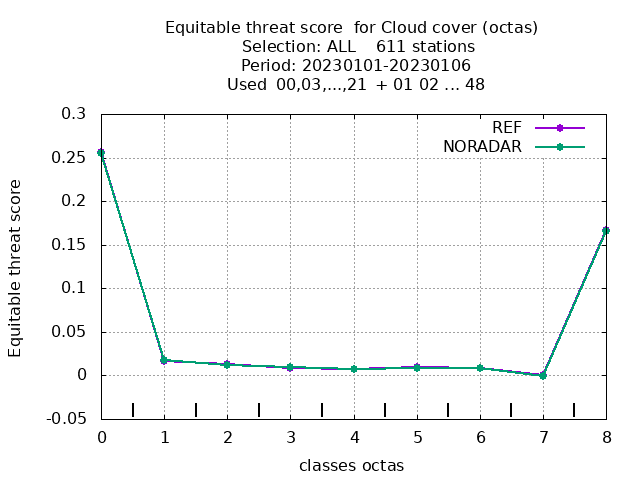 Equitable threat score  for Cloud cover (octas)
Selection: ALL    611 stations
Period: 20230101-20230106
Used  00,03,...,21  + 01 02 ... 48
REF
NORADAR
0.3
0.25
0.2
0.15
0.1
0.05
0
-0.05
Equitable threat score
0 1 2 3 4 5 6 7 8
classes octas